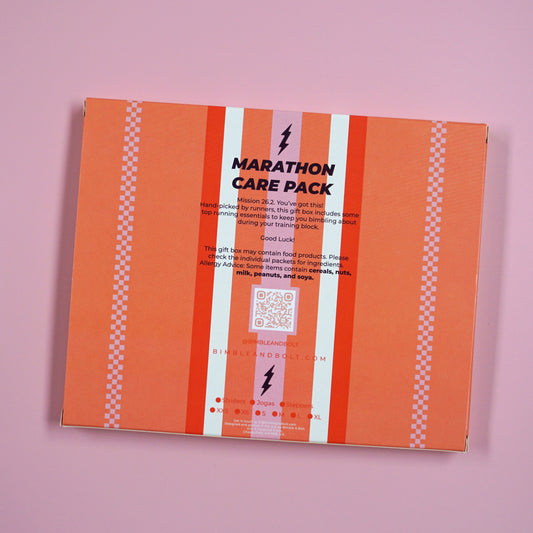 MARATHON
CARE PACK
Mission 26.2. You've got this!
Hand-picked by runners, this gift box includes some
top running essentials to keep you bimbling about
during your training block.
Good Luck!
This gift box may contain food products. Please
check the individual packets for ingredients.
Allergy Advice: Some items contain cereals, nuts,
milk, peanuts, and soya.
@BIMBLEANDBOLT
BIMBLEANDBOLT.COM
Striders Jogas Steppers
XXS XS S M L XL